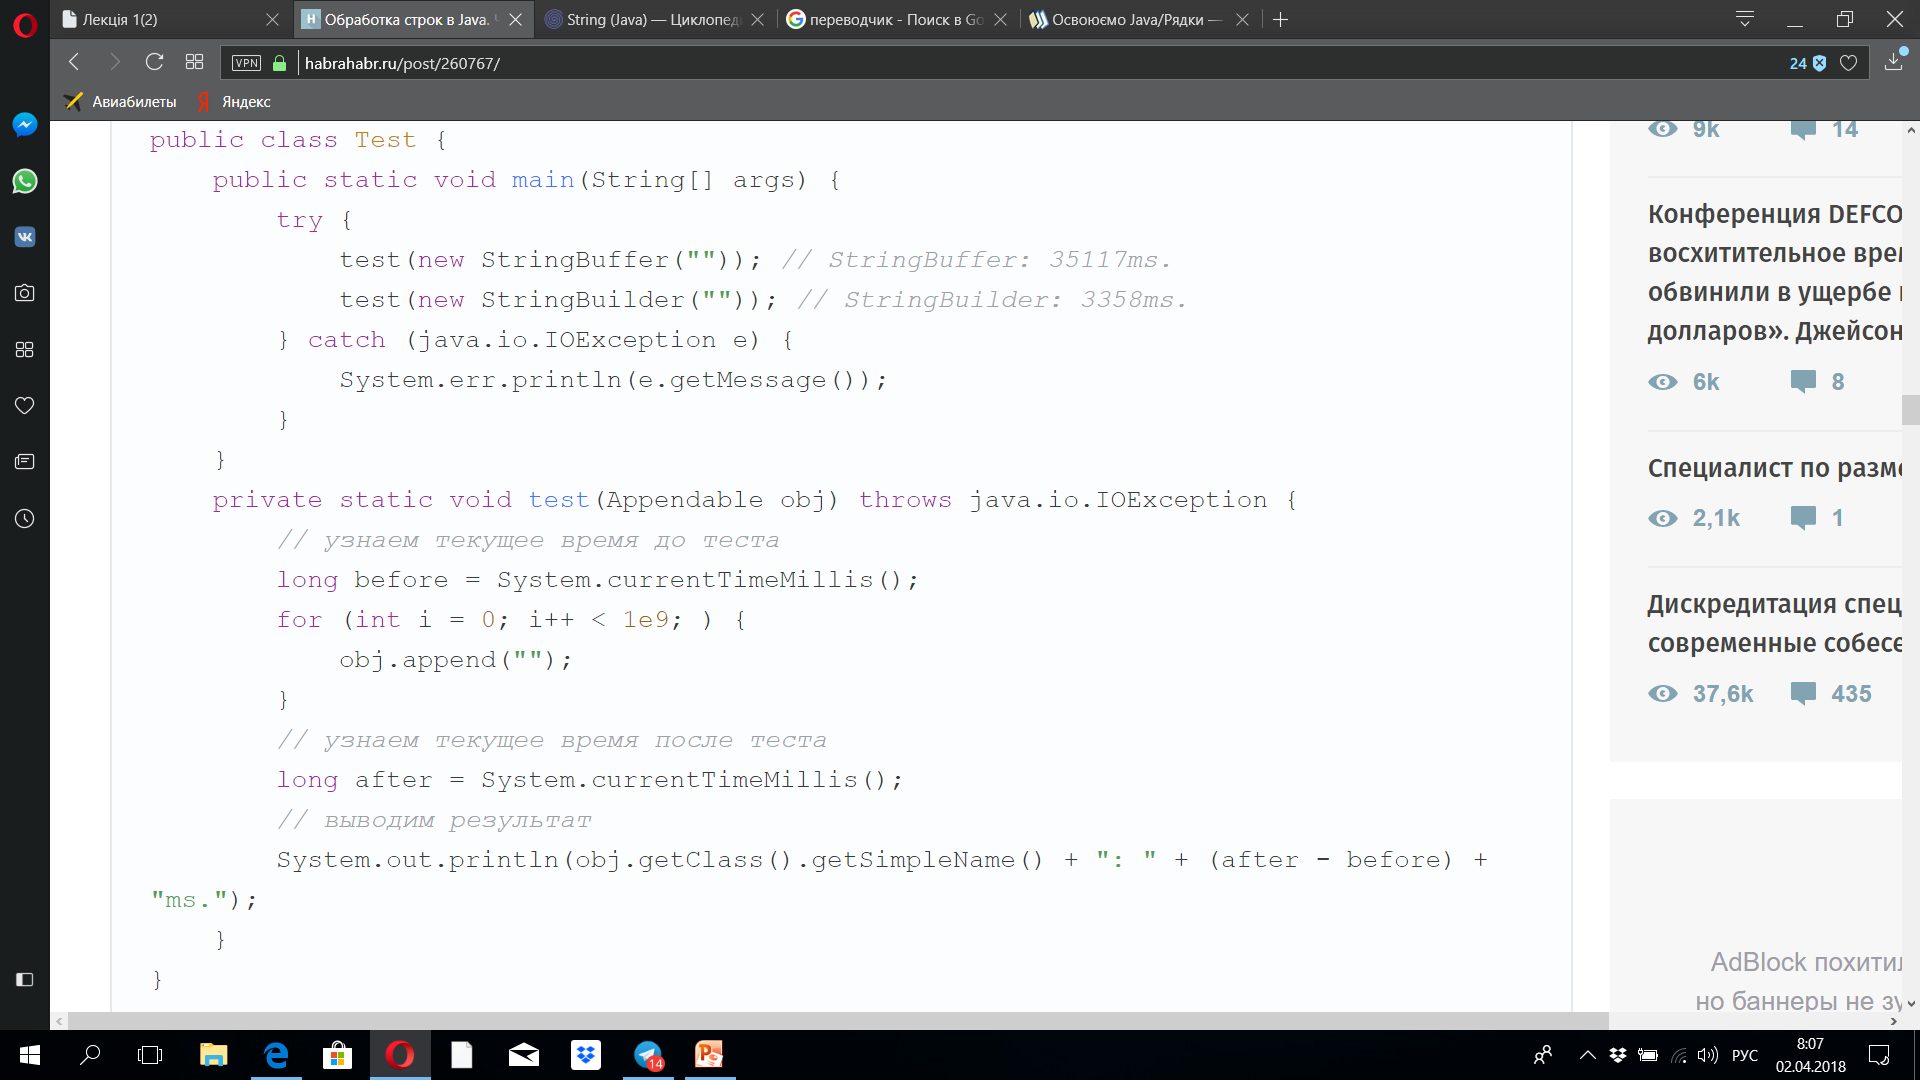 Лекція 1(2)
Обработка строк в Java.
String (Java) — Циклопед
переводчик - Поиск в Go
Освоюємо Java/Рядки —
VPN
habrahabr.ru/post/260767/
24
Авиабилеты
Яндекс
public class Test {
public static void main(String[] args) {
try {
test(new StringBuffer("")); // StringBuffer: 35117ms.
test(new StringBuilder("")); // StringBuilder: 3358ms.
} catch (java.io.IOException e) {
System.err.println(e.getMessage());
}
}
private static void test(Appendable obj) throws java.io.IOException {
// узнаем текущее время до теста
long before = System.currentTimeMillis();
for (int i = 0; i++ < 1e9; ) {
obj.append("");
}
// узнаем текущее время после теста
long after = System.currentTimeMillis();
// выводим результат
System.out.println(obj.getClass().getSimpleName() + ": " + (after - before) +
"ms.");
}
}
9k 14
Конференция DEFCO
восхитительное вре
обвинили в ущербе
долларов». Джейсон
6k 8
Специалист по разм
2,1k 1
Дискредитация спец
современные собесе
37,6k 435
AdBlock похити
но баннеры не зу
14
РУС
8:07
02.04.2018